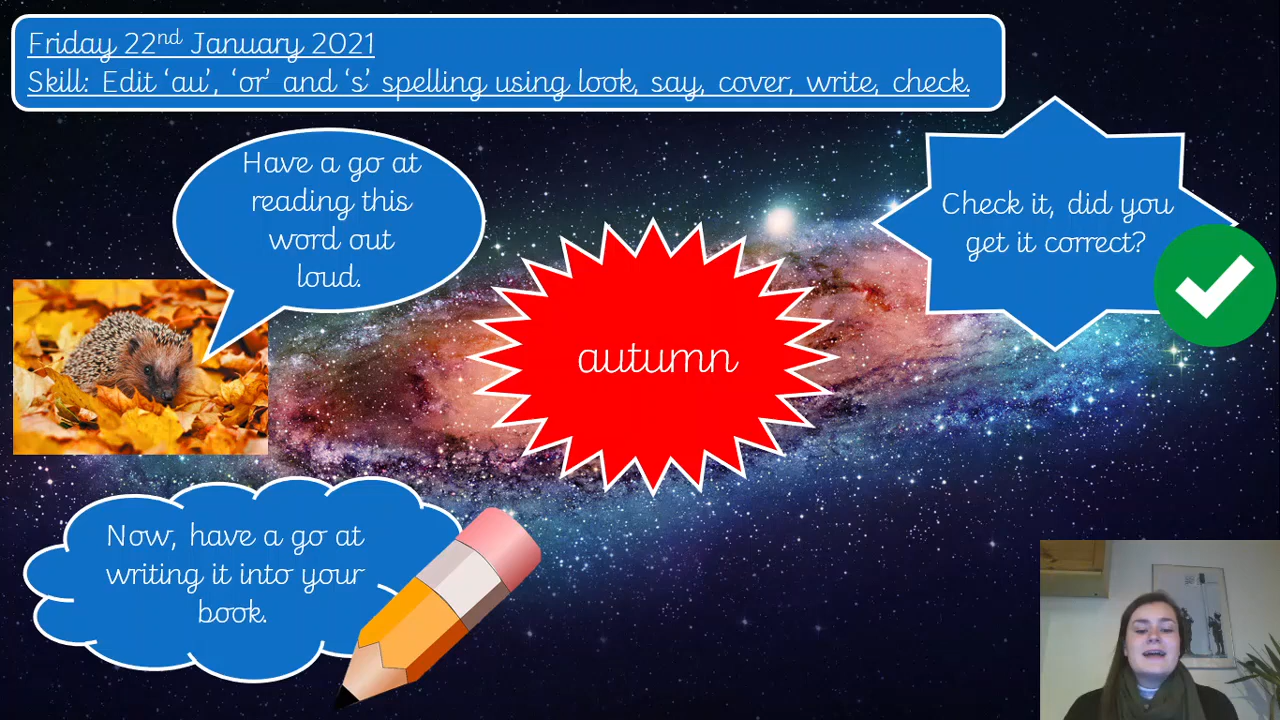 Friday 22nd January 2021
Skill: Edit ‘au’, ‘or’ and ‘s’ spelling using look, say, cover, write, check.
Have a go at
reading this
word out
loud.
Check it, did you
get it correct?
autumn
Now, have a go at
writing it into your
book.